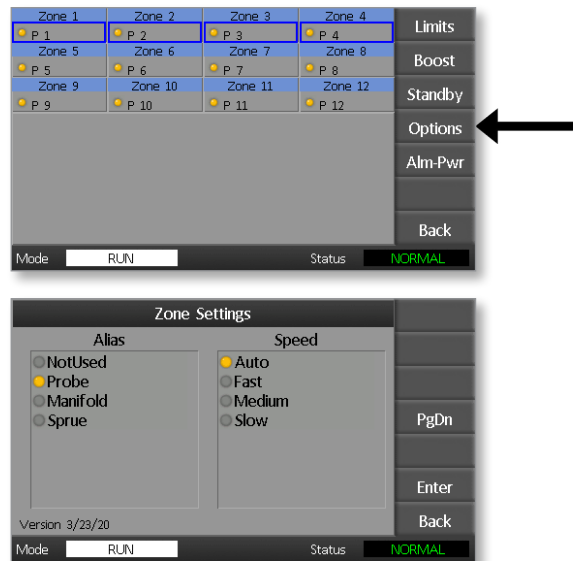 Zone 1 Zone 2 Zone 3 Zone 4
P 1 P 2 P 3 P 4
Zone 5 Zone 6 Zone 7 Zone 8
P 5 P 6 P 7 P 8
Zone 9 Zone 10 Zone 11 Zone 12
P 9 P 10 P 11 P 12
Limits
Boost
Standby
Options
Alm-Pwr
Back
Mode RUN Status NORMAL
Zone Settings
Alias Speed
NotUsed Auto
Probe Fast
Manifold Medium
Sprue Slow
PgDn
Enter
Back
Version 3/23/20
Mode RUN Status NORMAL